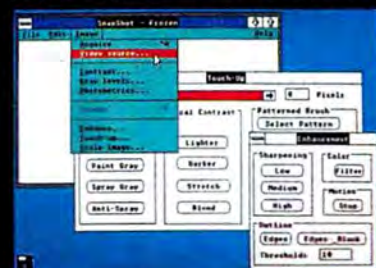 SnapShot - Frozen
File Edit Image Help
Acquire
Video source...
Contrast...
Gray levels...
Photometrics...
Enhance...
Touch-up...
Scale image...
Touch-Up
Pixels
Local Contrast
Patterned Brush
Select Pattern
Lighter
Darker
Stretch
Blend
Paint Gray
Spray Gray
Anti-Spray
Enhancement
Sharpening
Low
Medium
High
Color
Filter
Motion
Stop
Outline
Edges
Edges Black
Threshold: 10